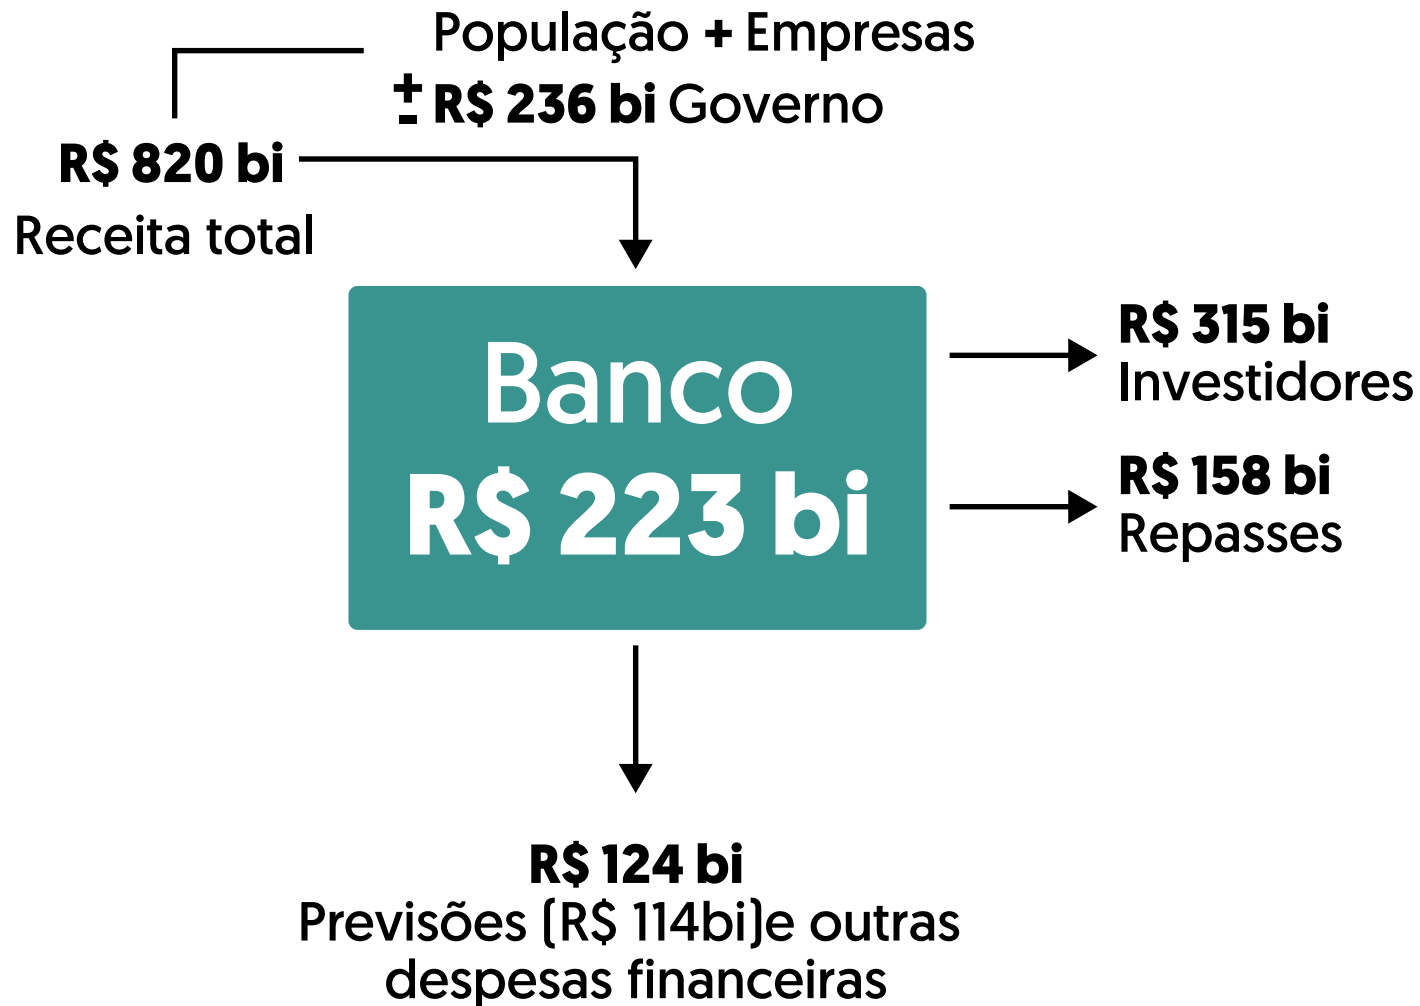 População + Empresas
± R$ 236 bi Governo
R$ 820 bi
Receita total
Banco
R$ 223 bi
R$ 315 bi
Investidores
R$ 158 bi
Repasses
R$ 124 bi
Previsões (R$ 114bi)e outras
despesas financeiras